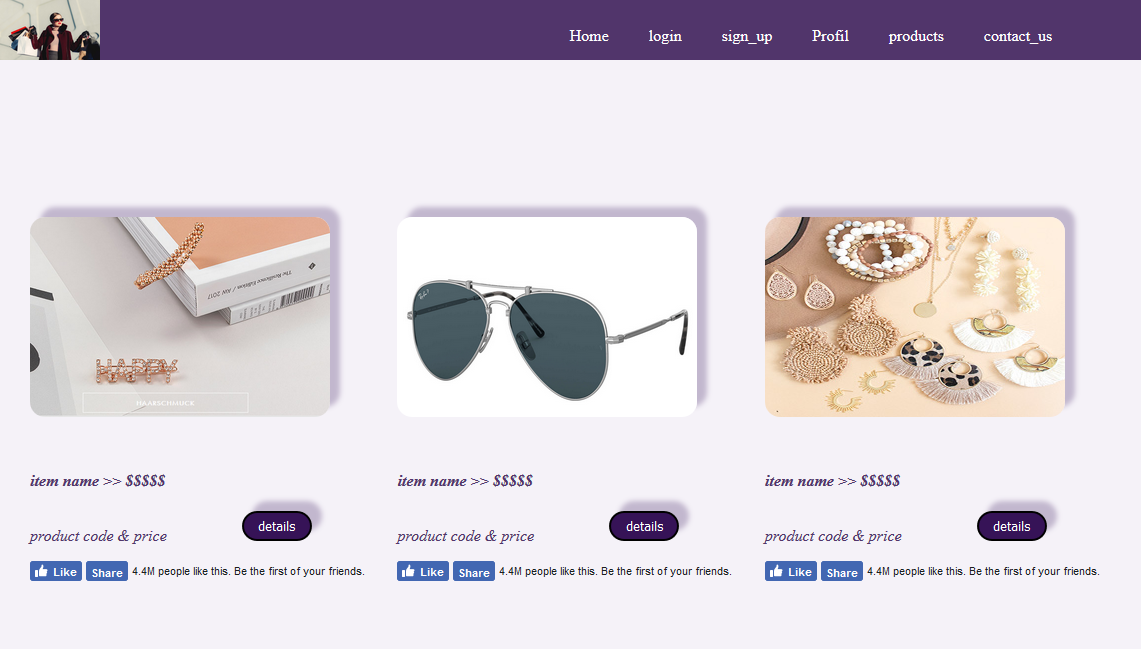 Home login sign_up Profil products contact_us
The Resilience Edition / AW 2017
HAPPY
HAARSCHMUCK
item name >> $$$$$
product code & price
details
Like Share 4.4M people like this. Be the first of your friends.
item name >> $$$$$
product code & price
details
Like Share 4.4M people like this. Be the first of your friends.
item name >> $$$$$
product code & price
details
Like Share 4.4M people like this. Be the first of your friends.